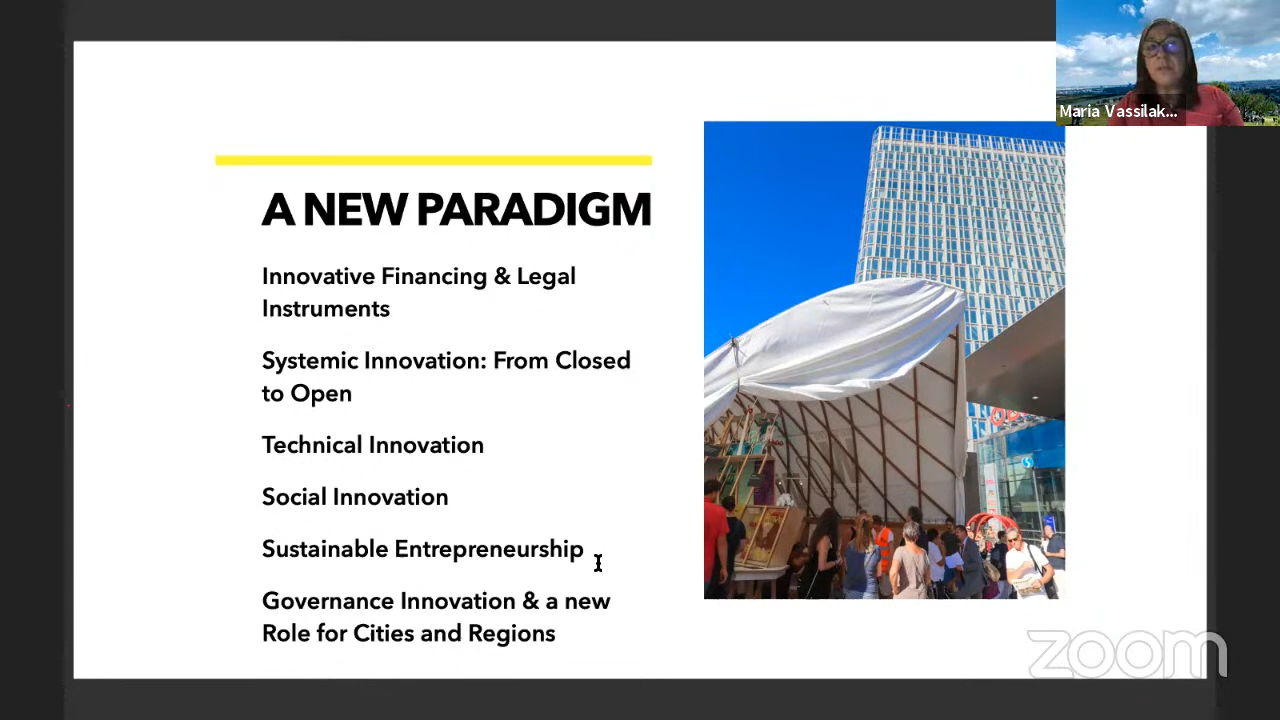 Maria Vassilak...
A NEW PARADIGM
Innovative Financing & Legal
Instruments
Systemic Innovation: From Closed
to Open
Technical Innovation
Social Innovation
Sustainable Entrepreneurship
Governance Innovation & a new
Role for Cities and Regions
zoom